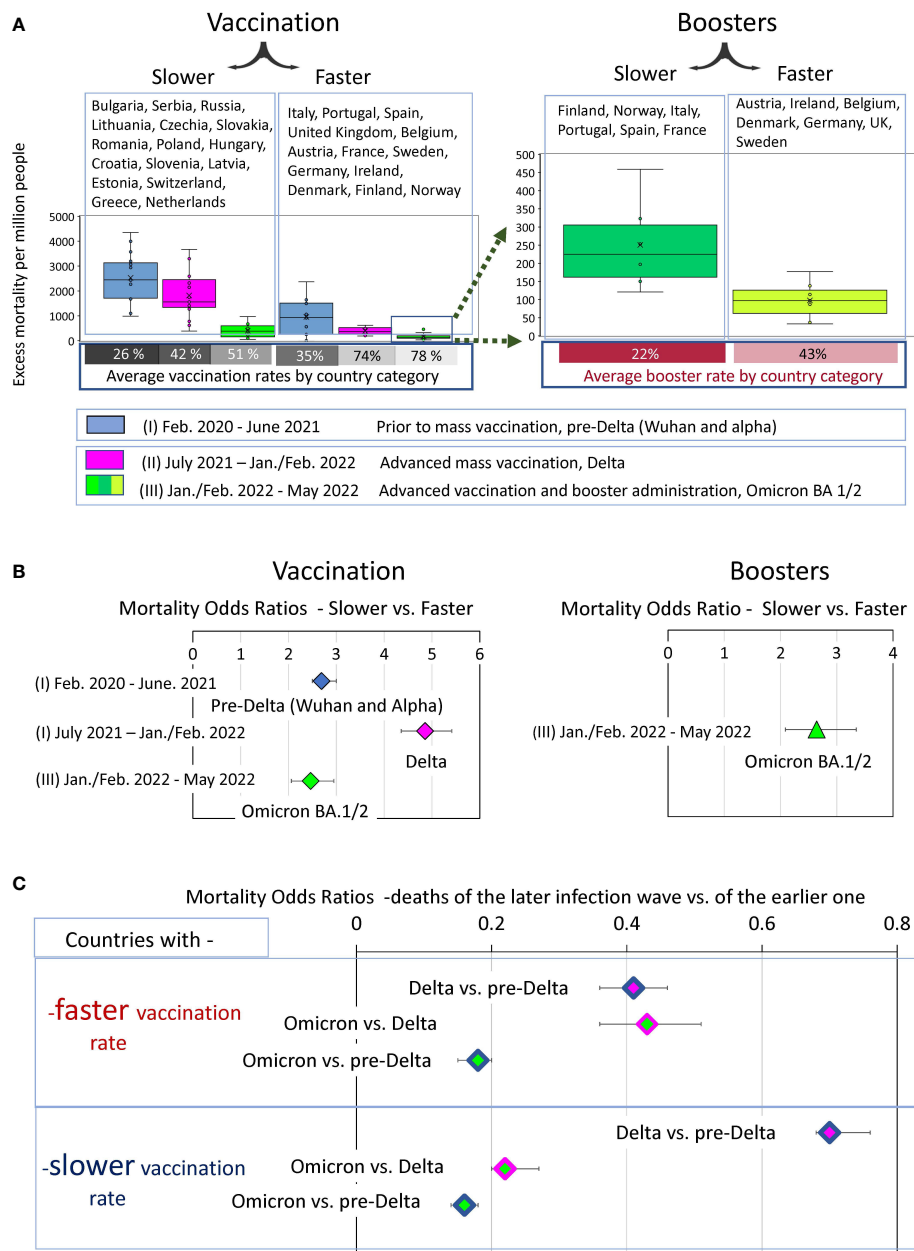 A
Vaccination
Boosters
Slower
Faster
Slower
Faster
Bulgaria, Serbia, Russia,
Lithuania, Czechia, Slovakia,
Romania, Poland, Hungary,
Croatia, Slovenia, Latvia,
Estonia, Switzerland,
Greece, Netherlands
Italy, Portugal, Spain,
United Kingdom, Belgium,
Austria, France, Sweden,
Germany, Ireland,
Denmark, Finland, Norway
Finland, Norway, Italy,
Portugal, Spain, France
Austria, Ireland, Belgium,
Denmark, Germany, UK,
Sweden
Excess mortality per million people
5000
4000
3000
2000
1000
0
500
450
400
350
300
250
200
150
100
50
0
26 %
42 %
51 %
35%
74%
78 %
Average vaccination rates by country category
22%
43%
Average booster rate by country category
(I) Feb. 2020 - June 2021 Prior to mass vaccination, pre-Delta (Wuhan and alpha)
(II) July 2021 – Jan./Feb. 2022 Advanced mass vaccination, Delta
(III) Jan./Feb. 2022 - May 2022 Advanced vaccination and booster administration, Omicron BA 1/2
B
Vaccination
Boosters
Mortality Odds Ratios - Slower vs. Faster
0 1 2 3 4 5 6
(I) Feb. 2020 - June. 2021
Pre-Delta (Wuhan and Alpha)
(I) July 2021 – Jan./Feb. 2022
Delta
(III) Jan./Feb. 2022 - May 2022
Omicron BA.1/2
Mortality Odds Ratio - Slower vs. Faster
0 1 2 3 4
(III) Jan./Feb. 2022 - May 2022
Omicron BA.1/2
C
Mortality Odds Ratios -deaths of the later infection wave vs. of the earlier one
0 0.2 0.4 0.6 0.8
Countries with -
-faster vaccination
rate
Delta vs. pre-Delta
Omicron vs. Delta
Omicron vs. pre-Delta
-slower vaccination
rate
Delta vs. pre-Delta
Omicron vs. Delta
Omicron vs. pre-Delta